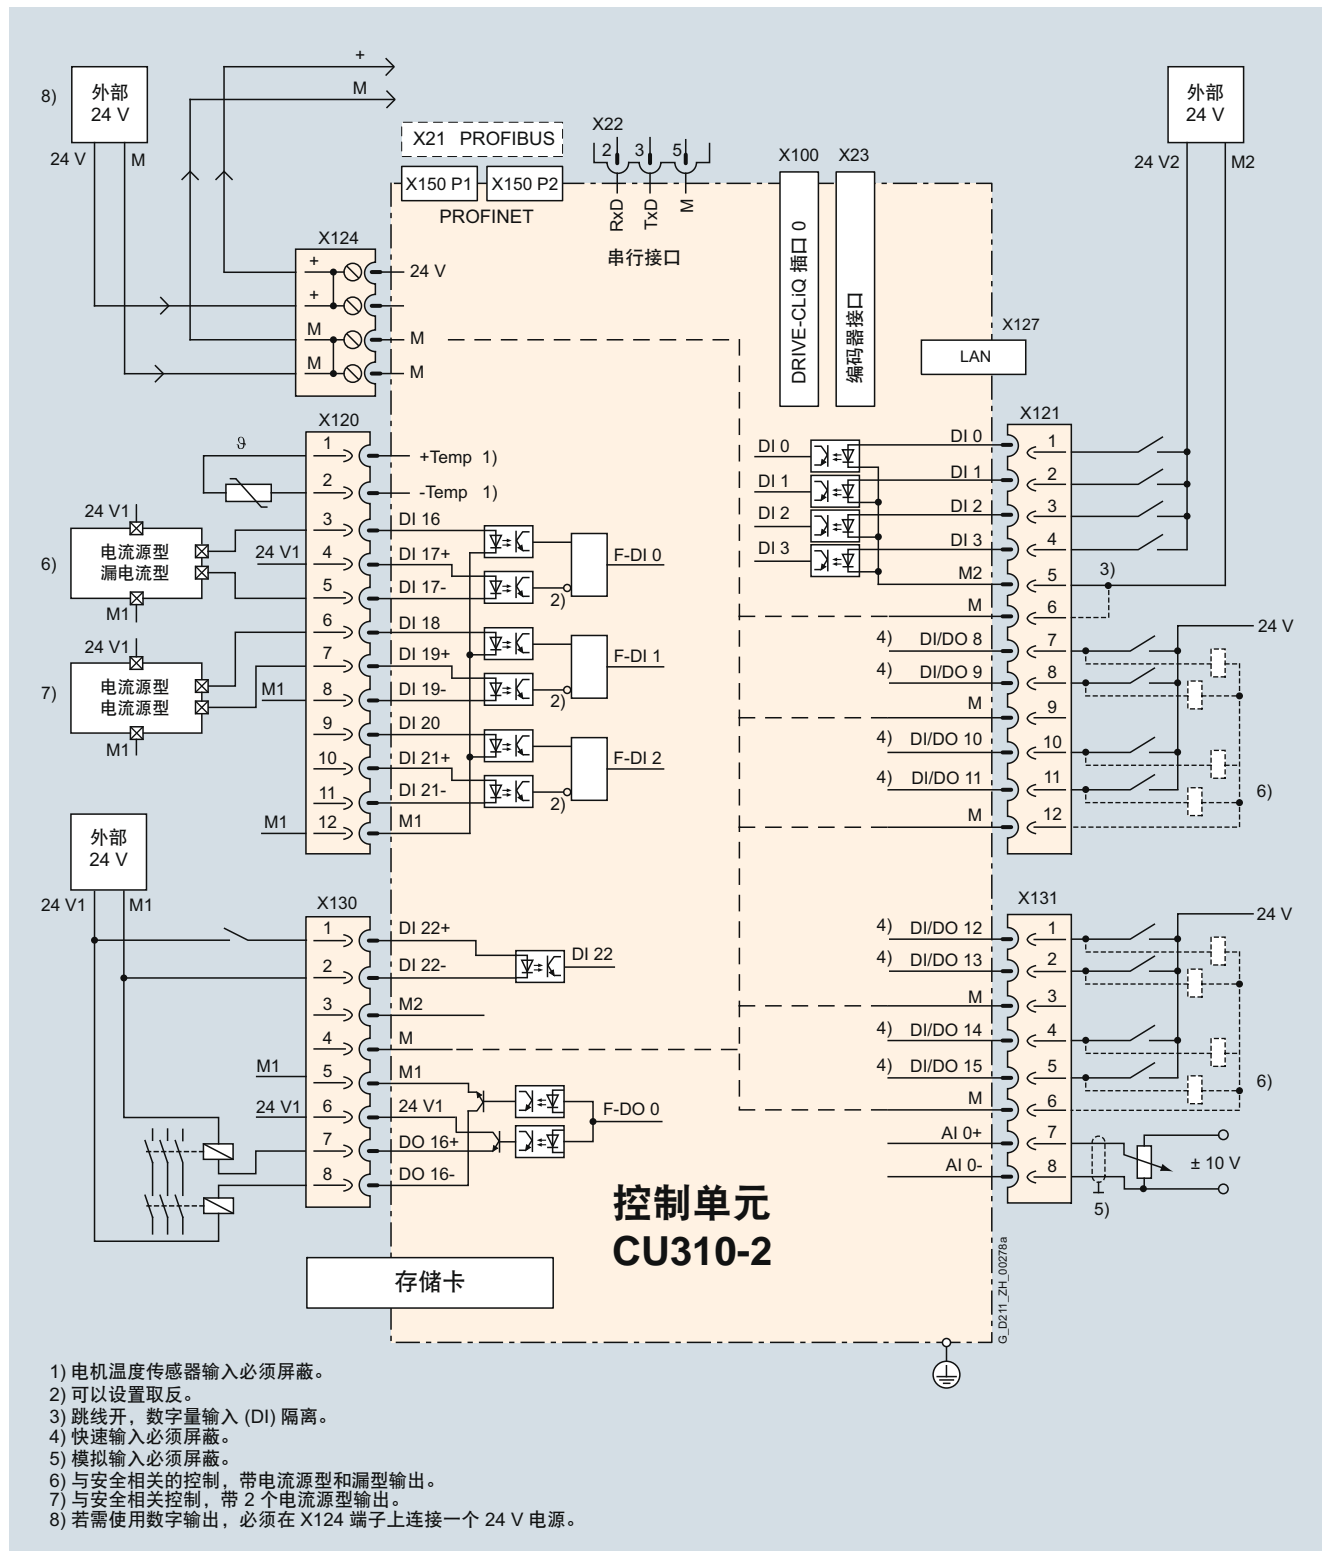 8)
外部
24 V
24 V
M
+
M
X21 PROFIBUS
X150 P1
X150 P2
PROFINET
X22
2
3
5
RxD
TxD
M
串行接口
X100
X23
DRIVE-CLiQ 插口 0
编码器接口
外部
24 V
24 V2
M2
X127
LAN
X124
+
24 V
+
M
M
M
M
X120
ϑ
1
+Temp 1)
2
-Temp 1)
24 V1
6)
电流源型
漏电流型
M1
24 V1
3
DI 16
4
DI 17+
5
DI 17-
F-DI 0
2)
24 V1
7)
电流源型
电流源型
M1
M1
6
DI 18
7
DI 19+
8
DI 19-
F-DI 1
2)
9
DI 20
10
DI 21+
11
DI 21-
F-DI 2
2)
M1
12
M1
X121
DI 0
DI 0
1
DI 1
DI 1
2
DI 2
DI 2
3
DI 3
DI 3
4
M2
5
3)
M
6
24 V
4) DI/DO 8
7
4) DI/DO 9
8
M
9
4) DI/DO 10
10
4) DI/DO 11
11
6)
M
12
外部
24 V
24 V1
M1
X130
1
DI 22+
2
DI 22-
DI 22
3
M2
4
M
M1
5
M1
24 V1
6
24 V1
F-DO 0
7
DO 16+
8
DO 16-
X131
24 V
4) DI/DO 12
1
4) DI/DO 13
2
M
3
4) DI/DO 14
4
4) DI/DO 15
5
6)
M
6
AI 0+
7
± 10 V
AI 0-
8
5)
控制单元
CU310-2
存储卡
G_D211_ZH_00278a
1) 电机温度传感器输入必须屏蔽。
2) 可以设置取反。
3) 跳线开，数字量输入 (DI) 隔离。
4) 快速输入必须屏蔽。
5) 模拟输入必须屏蔽。
6) 与安全相关的控制，带电流源型和漏型输出。
7) 与安全相关控制，带 2 个电流源型输出。
8) 若需使用数字输出，必须在 X124 端子上连接一个 24 V 电源。